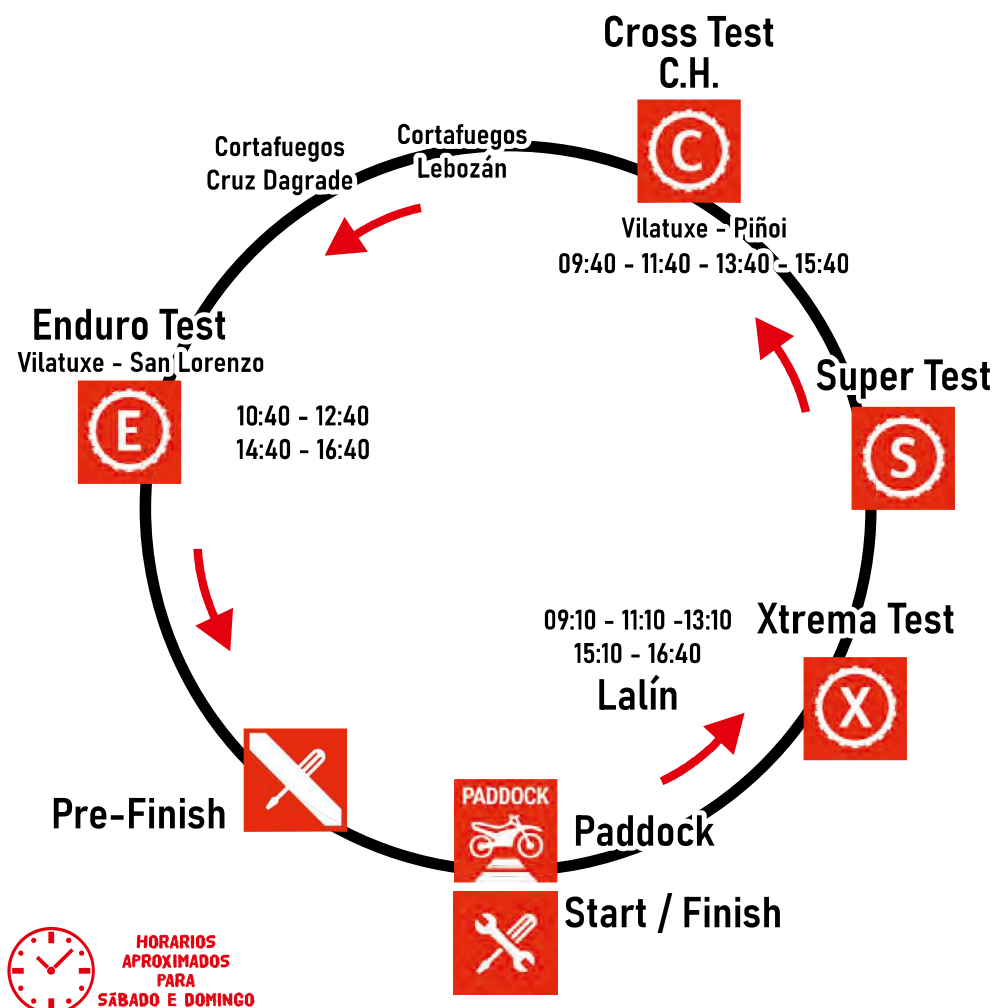 Cross Test
C.H.
C
Cortafuegos
Cruz Dagrade
Cortafuegos
Lebozán
Vilatuxe - Piñoi
09:40 - 11:40 - 13:40 - 15:40
Enduro Test
Vilatuxe - San Lorenzo
E
10:40 - 12:40
14:40 - 16:40
Super Test
S
09:10 - 11:10 -13:10
15:10 - 16:40
Lalín
Xtrema Test
X
Pre-Finish
PADDOCK
Paddock
Start / Finish
HORARIOS
APROXIMADOS
PARA
SÁBADO E DOMINGO